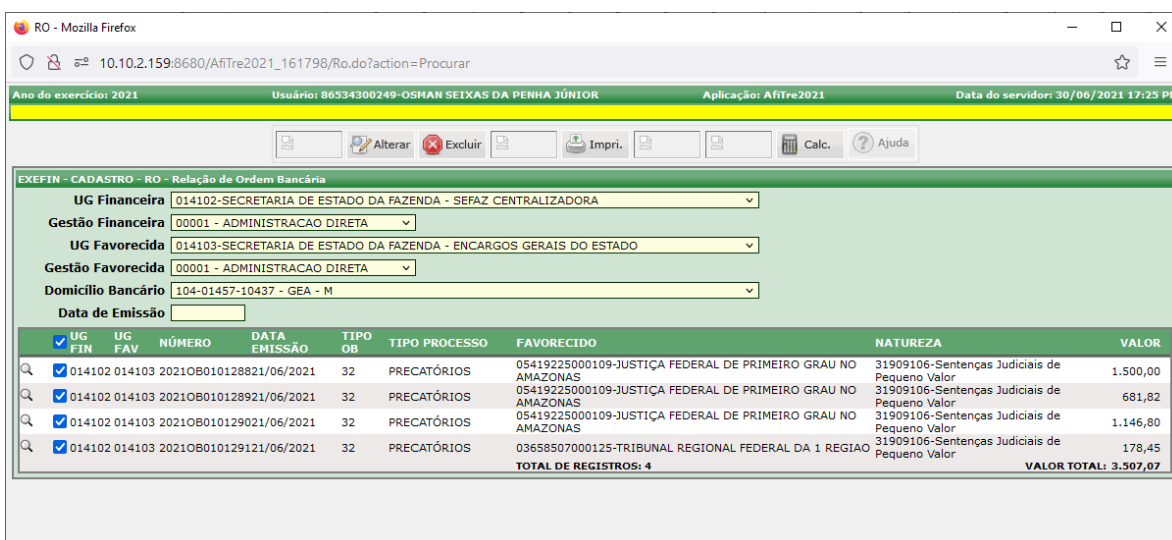 RO - Mozilla Firefox
10.10.2.159:8680/AfiTre2021_161798/Ro.do?action=Procurar
Ano do exercício: 2021 Usuário: 86534300249-OSMAN SEIXAS DA PENHA JÚNIOR Aplicação: AfiTre2021 Data do servidor: 30/06/2021 17:25 P
Alterar Excluir Impri. Calc. Ajuda
EXEFIN - CADASTRO - RO - Relação de Ordem Bancária
UG Financeira 014102-SECRETARIA DE ESTADO DA FAZENDA - SEFAZ CENTRALIZADORA
Gestão Financeira 00001 - ADMINISTRACAO DIRETA
UG Favorecida 014103-SECRETARIA DE ESTADO DA FAZENDA - ENCARGOS GERAIS DO ESTADO
Gestão Favorecida 00001 - ADMINISTRACAO DIRETA
Domicílio Bancário 104-01457-10437 - GEA - M
Data de Emissão
UG FIN UG FAV NÚMERO DATA EMISSÃO TIPO OB TIPO PROCESSO FAVORECIDO NATUREZA VALOR
014102 014103 2021OB010128821/06/2021 32 PRECATÓRIOS 05419225000109-JUSTIÇA FEDERAL DE PRIMEIRO GRAU NO AMAZONAS 31909106-Sentenças Judiciais de Pequeno Valor 1.500,00
014102 014103 2021OB010128921/06/2021 32 PRECATÓRIOS 05419225000109-JUSTIÇA FEDERAL DE PRIMEIRO GRAU NO AMAZONAS 31909106-Sentenças Judiciais de Pequeno Valor 681,82
014102 014103 2021OB010129021/06/2021 32 PRECATÓRIOS 05419225000109-JUSTIÇA FEDERAL DE PRIMEIRO GRAU NO AMAZONAS 31909106-Sentenças Judiciais de Pequeno Valor 1.146,80
014102 014103 2021OB010129121/06/2021 32 PRECATÓRIOS 03658507000125-TRIBUNAL REGIONAL FEDERAL DA 1 REGIAO 31909106-Sentenças Judiciais de Pequeno Valor 178,45
TOTAL DE REGISTROS: 4 VALOR TOTAL: 3.507,07